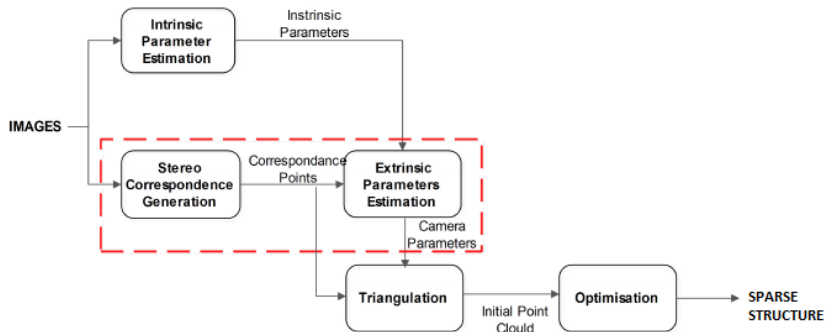 Intrinsic
Parameter
Estimation
Instrinsic
Parameters
IMAGES
Stereo
Correspondence
Generation
Correspondance
Points
Extrinsic
Parameters
Estimation
Camera
Parameters
Triangulation
Initial Point
Clould
Optimisation
SPARSE
STRUCTURE